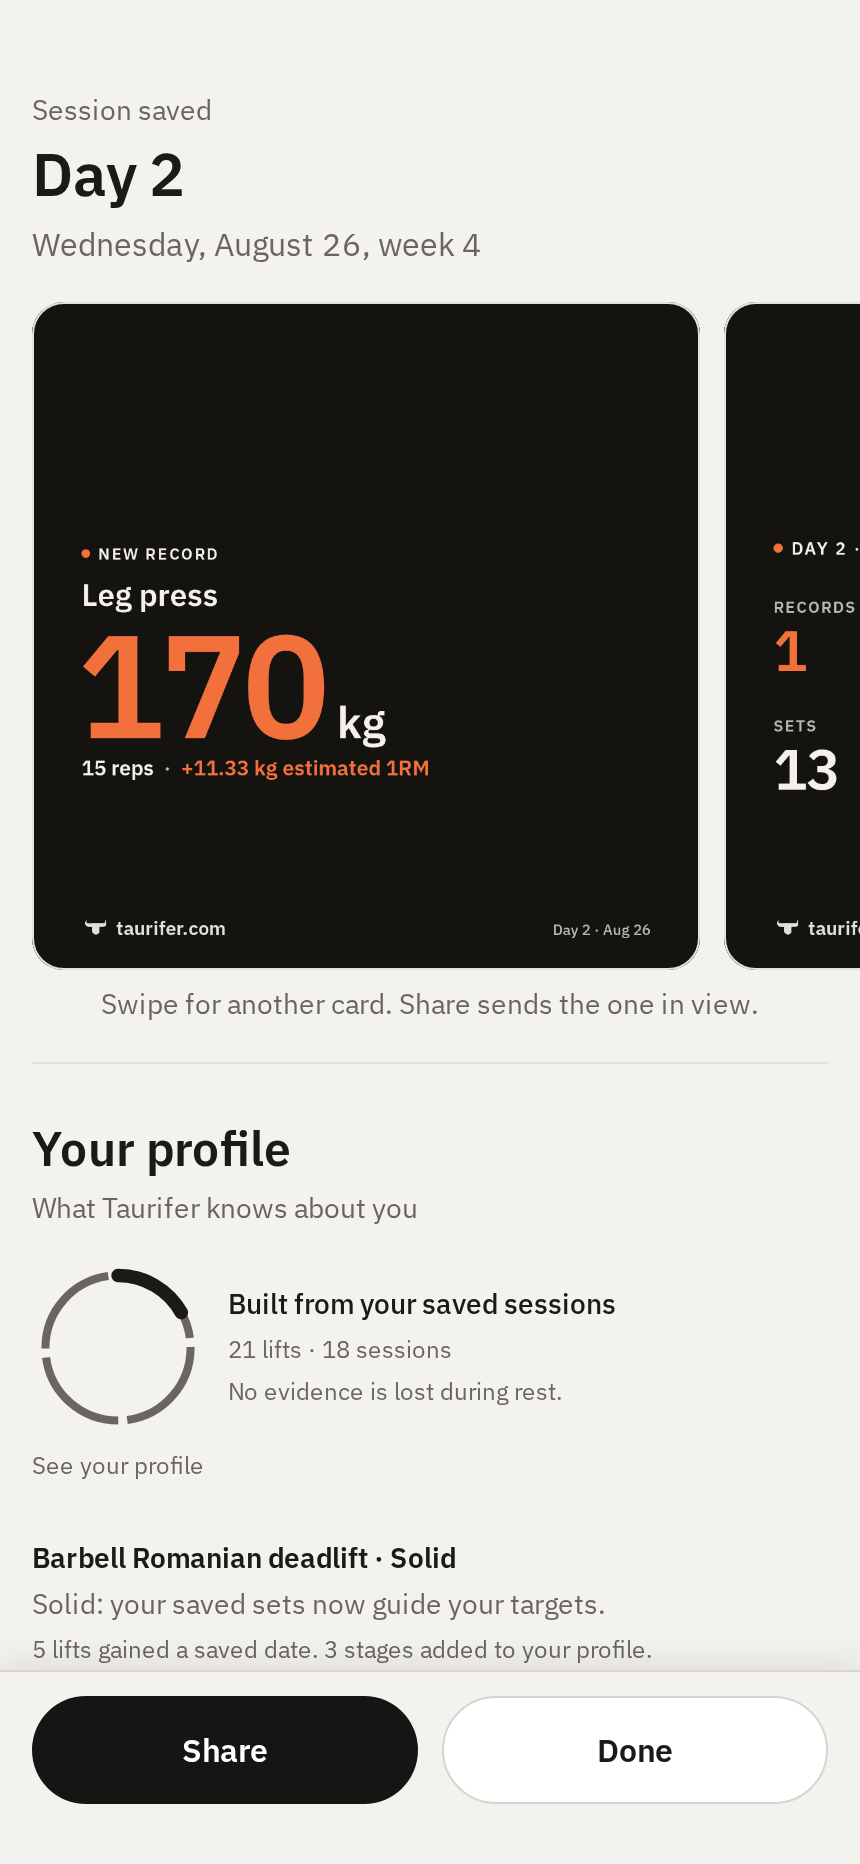 Session saved
Day 2
Wednesday, August 26, week 4
NEW RECORD
Leg press
170 kg
15 reps · +11.33 kg estimated 1RM
taurifer.com
Day 2 · Aug 26
DAY 2 ·
RECORDS
1
SETS
13
Swipe for another card. Share sends the one in view.
Your profile
What Taurifer knows about you
Built from your saved sessions
21 lifts · 18 sessions
No evidence is lost during rest.
See your profile
Barbell Romanian deadlift · Solid
Solid: your saved sets now guide your targets.
5 lifts gained a saved date. 3 stages added to your profile.
Share
Done